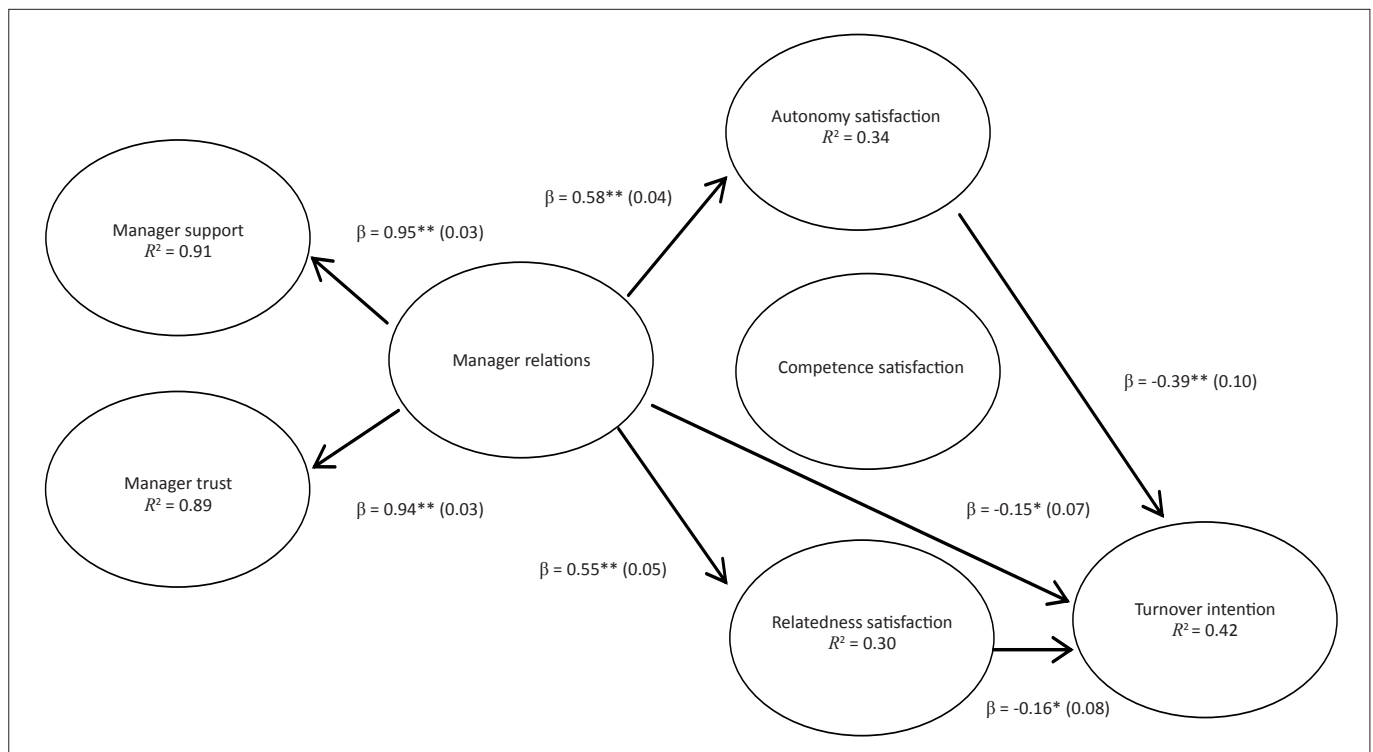 Autonomy satisfaction
R² = 0.34
β = 0.58** (0.04)
Manager support
R² = 0.91
β = 0.95** (0.03)
Manager relations
Competence satisfaction
β = -0.39** (0.10)
Manager trust
R² = 0.89
β = 0.94** (0.03)
β = -0.15* (0.07)
β = 0.55** (0.05)
Relatedness satisfaction
R² = 0.30
Turnover intention
R² = 0.42
β = -0.16* (0.08)